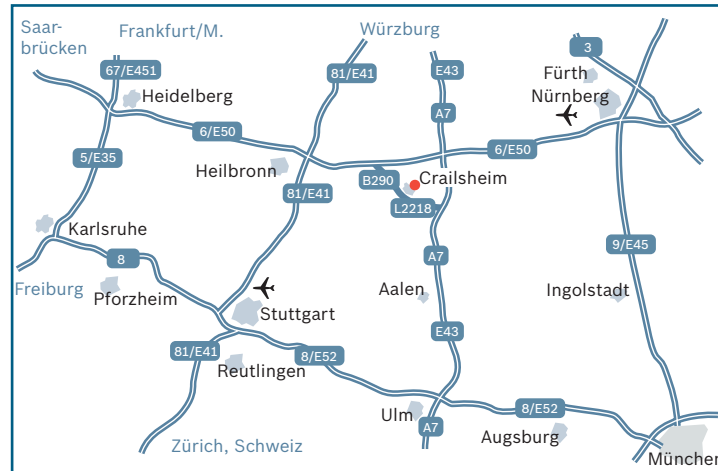 Saar-
brücken
Frankfurt/M.
Würzburg
3
67/E451
81/E41
E43
Fürth
Nürnberg
Heidelberg
A7
6/E50
6/E50
5/E35
Heilbronn
B290
Crailsheim
81/E41
L2218
Karlsruhe
9/E45
8
A7
Freiburg
Pforzheim
Aalen
Ingolstadt
Stuttgart
E43
81/E41
8/E52
Reutlingen
Ulm
8/E52
A7
Augsburg
Zürich, Schweiz
München